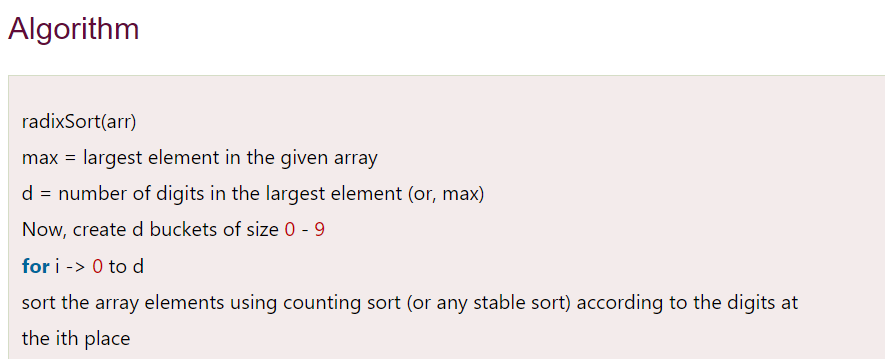 Algorithm
radixSort(arr)
max = largest element in the given array
d = number of digits in the largest element (or, max)
Now, create d buckets of size 0 - 9
for i -> 0 to d
sort the array elements using counting sort (or any stable sort) according to the digits at
the ith place